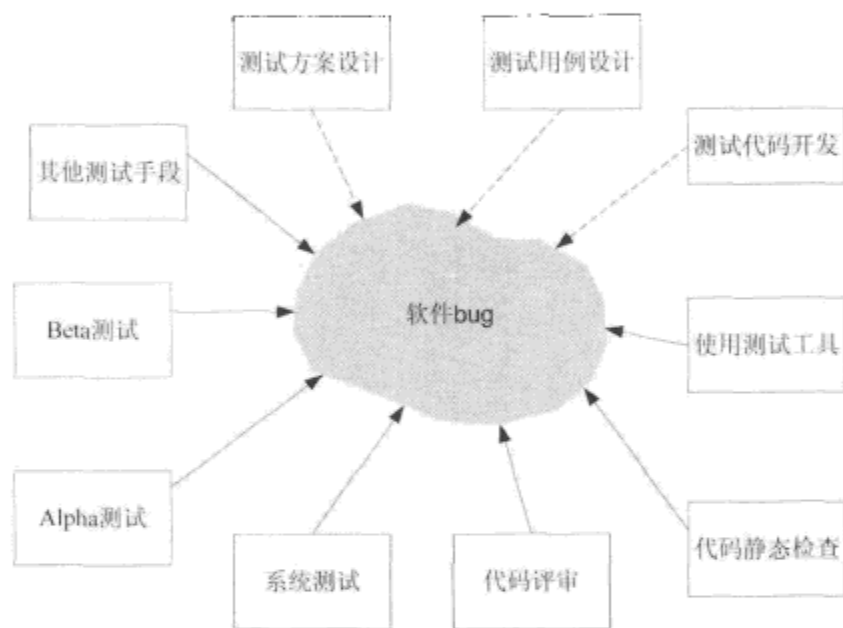 测试方案设计
测试用例设计
其他测试手段
测试代码开发
Beta测试
软件bug
使用测试工具
Alpha测试
系统测试
代码评审
代码静态检查